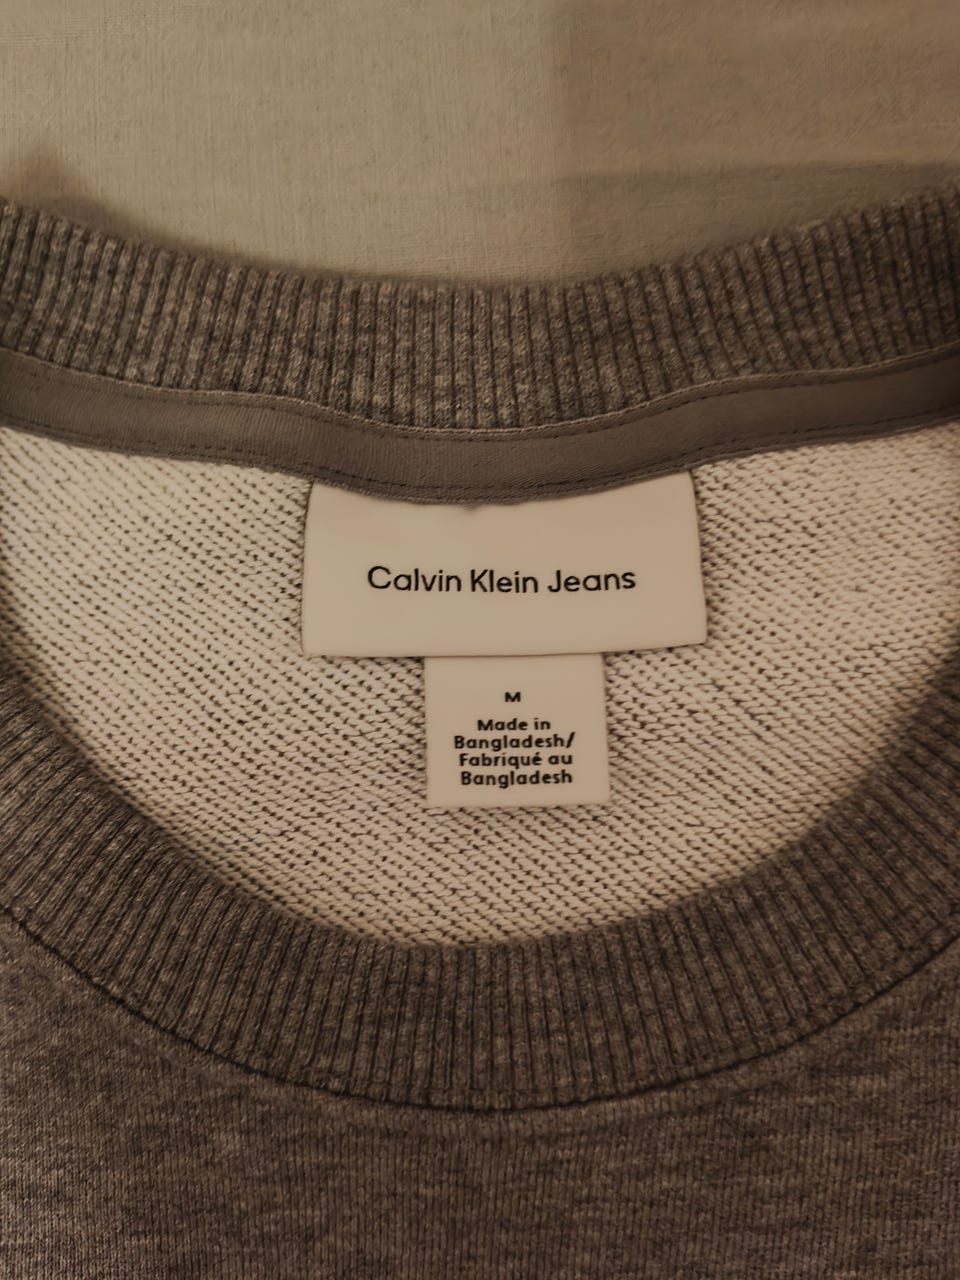 Calvin Klein Jeans
M
Made in
Bangladesh/
Fabriqué au
Bangladesh